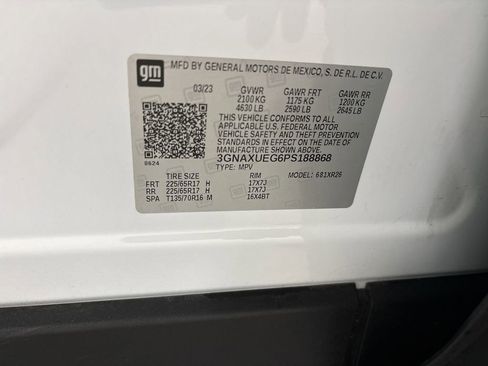 gm
MFD BY GENERAL MOTORS DE MEXICO, S. DE R.L. DE C.V.
03/23 GVWR GAWR FRT GAWR RR
2100 KG 1175 KG 1200 KG
4630 LB 2590 LB 2645 LB
THIS VEHICLE CONFORMS TO ALL
APPLICABLE U.S. FEDERAL MOTOR
VEHICLE SAFETY AND THEFT PREVENTION
STANDARDS IN EFFECT ON THE DATE OF
MANUFACTURE SHOWN ABOVE.
0624 3GNAXUEG6PS188868
TYPE: MPV MODEL: 681XR26
TIRE SIZE RIM
FRT 225/65R17 H 17X7J
RR 225/65R17 H 17X7J
SPA T135/70R16 M 16X4BT